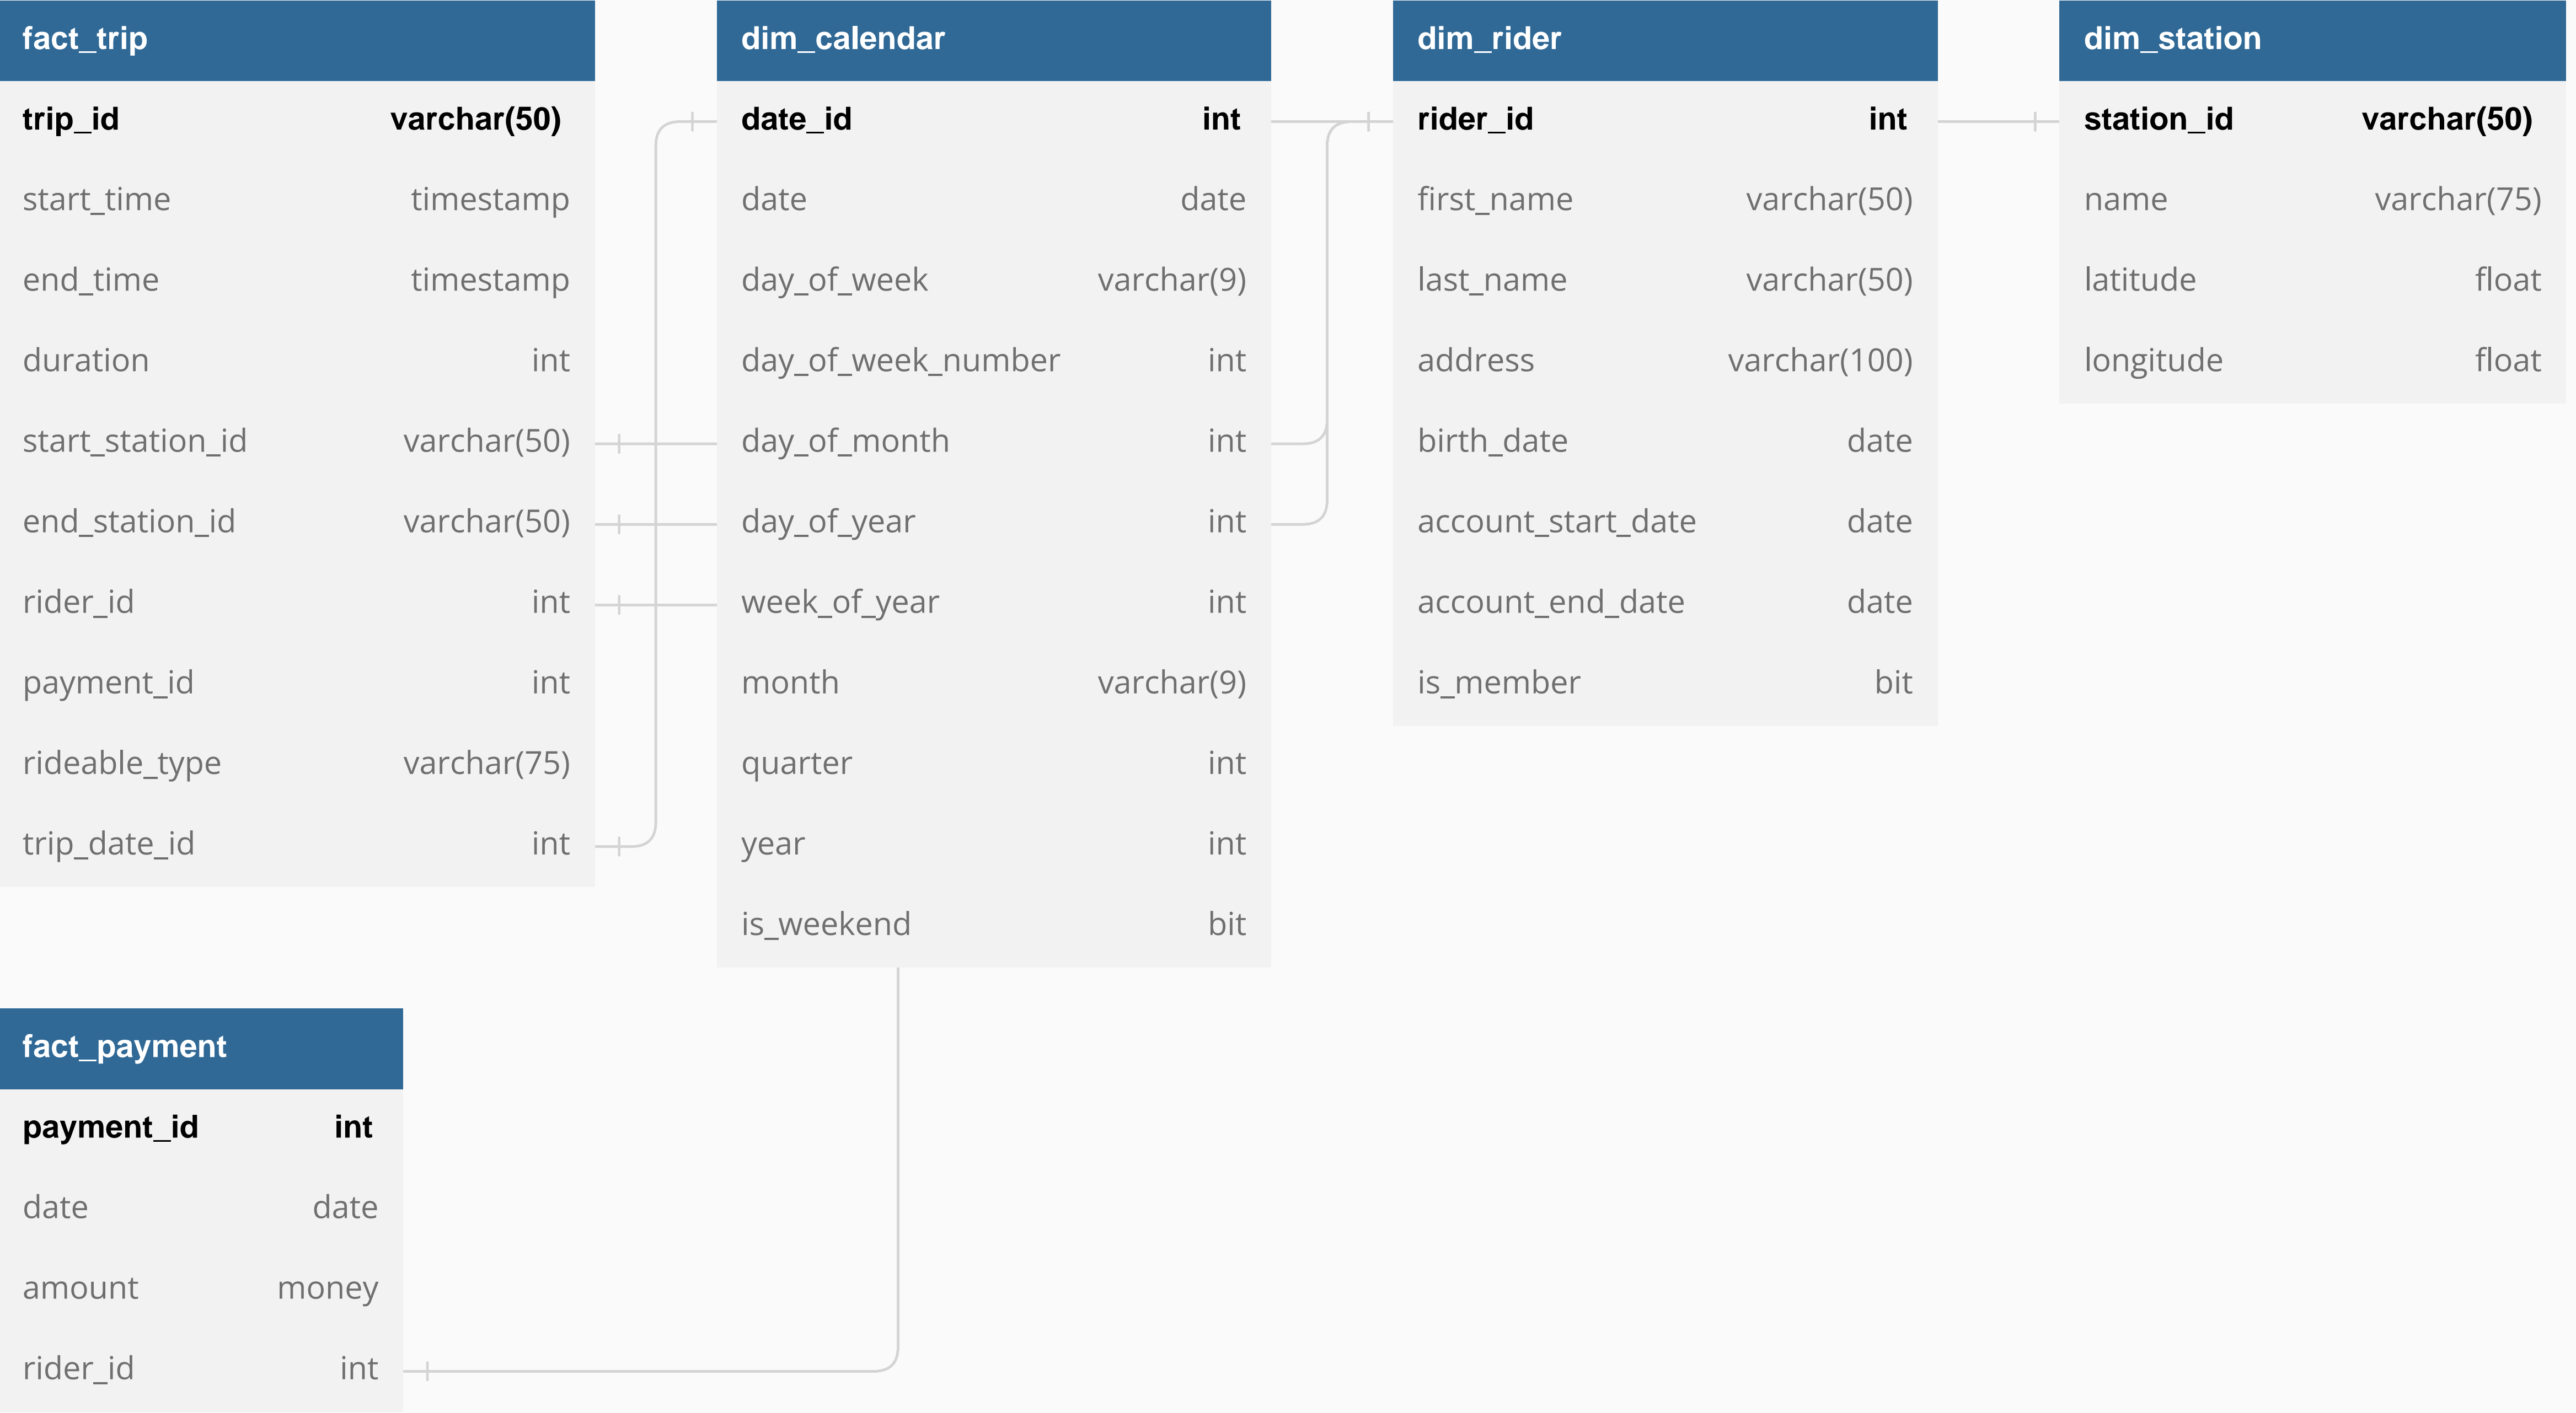 fact_trip
trip_id varchar(50)
start_time timestamp
end_time timestamp
duration int
start_station_id varchar(50)
end_station_id varchar(50)
rider_id int
payment_id int
rideable_type varchar(75)
trip_date_id int
dim_calendar
date_id int
date date
day_of_week varchar(9)
day_of_week_number int
day_of_month int
day_of_year int
week_of_year int
month varchar(9)
quarter int
year int
is_weekend bit
dim_rider
rider_id int
first_name varchar(50)
last_name varchar(50)
address varchar(100)
birth_date date
account_start_date date
account_end_date date
is_member bit
dim_station
station_id varchar(50)
name varchar(75)
latitude float
longitude float
fact_payment
payment_id int
date date
amount money
rider_id int